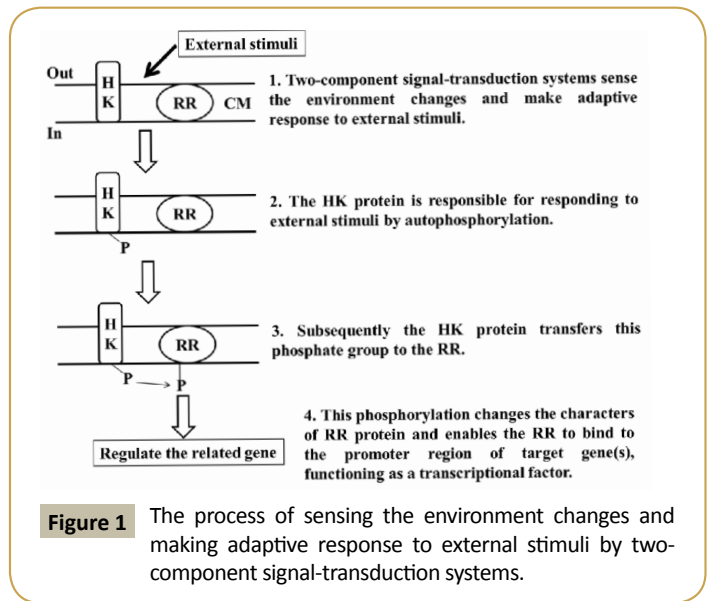 External stimuli
Out
H
K
RR
CM
In
1. Two-component signal-transduction systems sense
the environment changes and make adaptive
response to external stimuli.
H
K
RR
P
2. The HK protein is responsible for responding to
external stimuli by autophosphorylation.
H
K
RR
P
P
3. Subsequently the HK protein transfers this
phosphate group to the RR.
Regulate the related gene
4. This phosphorylation changes the characters
of RR protein and enables the RR to bind to
the promoter region of target gene(s),
functioning as a transcriptional factor.
Figure 1
The process of sensing the environment changes and
making adaptive response to external stimuli by two-
component signal-transduction systems.